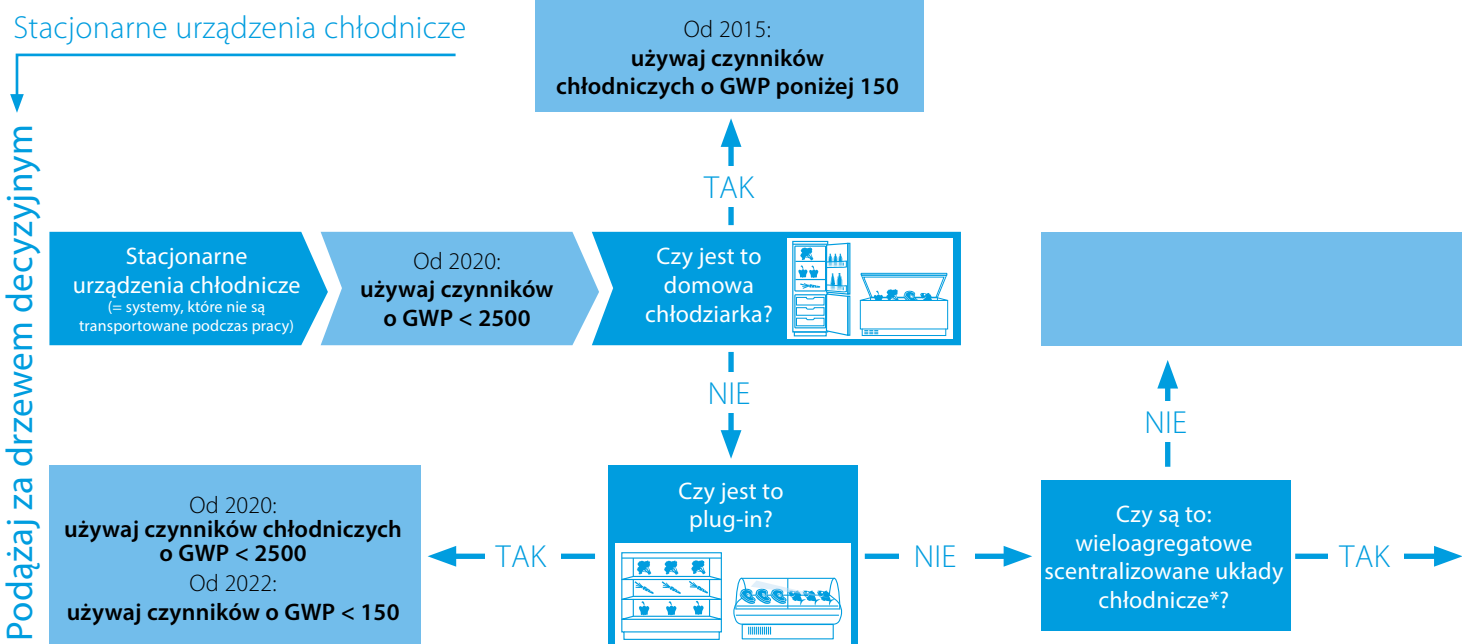 Stacjonarne urządzenia chłodnicze
Podążaj za drzewem decyzyjnym
Od 2015:
używaj czynników
chłodniczych o GWP poniżej 150
TAK
Stacjonarne
urządzenia chłodnicze
(= systemy, które nie są
transportowane podczas pracy)
Od 2020:
używaj czynników
o GWP < 2500
Czy jest to
domowa
chłodziarka?
NIE
NIE
Od 2020:
używaj czynników chłodniczych
o GWP < 2500
Od 2022:
używaj czynników o GWP < 150
TAK
Czy jest to
plug-in?
NIE
Czy są to:
wieloagregatowe
scentralizowane układy
chłodnicze*?
TAK